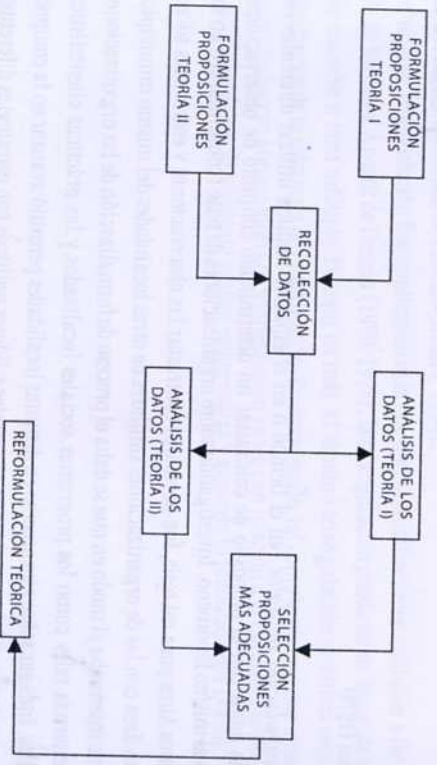 FORMULACIÓN
PROPOSICIONES
TEORÍA I
FORMULACIÓN
PROPOSICIONES
TEORÍA II
RECOLECCIÓN
DE DATOS
ANÁLISIS DE LOS
DATOS (TEORÍA I)
ANÁLISIS DE LOS
DATOS (TEORÍA II)
SELECCIÓN
PROPOSICIONES
MÁS ADECUADAS
REFORMULACIÓN TEÓRICA